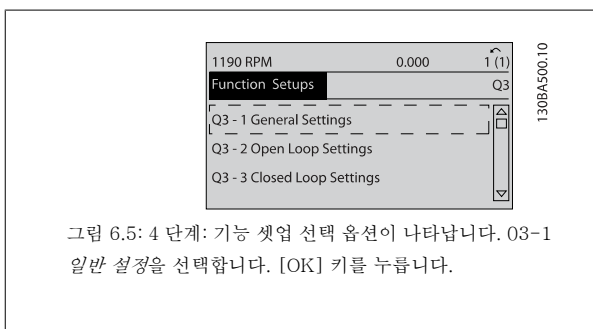 1190 RPM 0.000 1 (1)
Function Setups Q3
Q3 - 1 General Settings
Q3 - 2 Open Loop Settings
Q3 - 3 Closed Loop Settings
130BA500.10
그림 6.5: 4 단계: 기능 셋업 선택 옵션이 나타납니다. 03-1
일반 설정을 선택합니다. [OK] 키를 누릅니다.